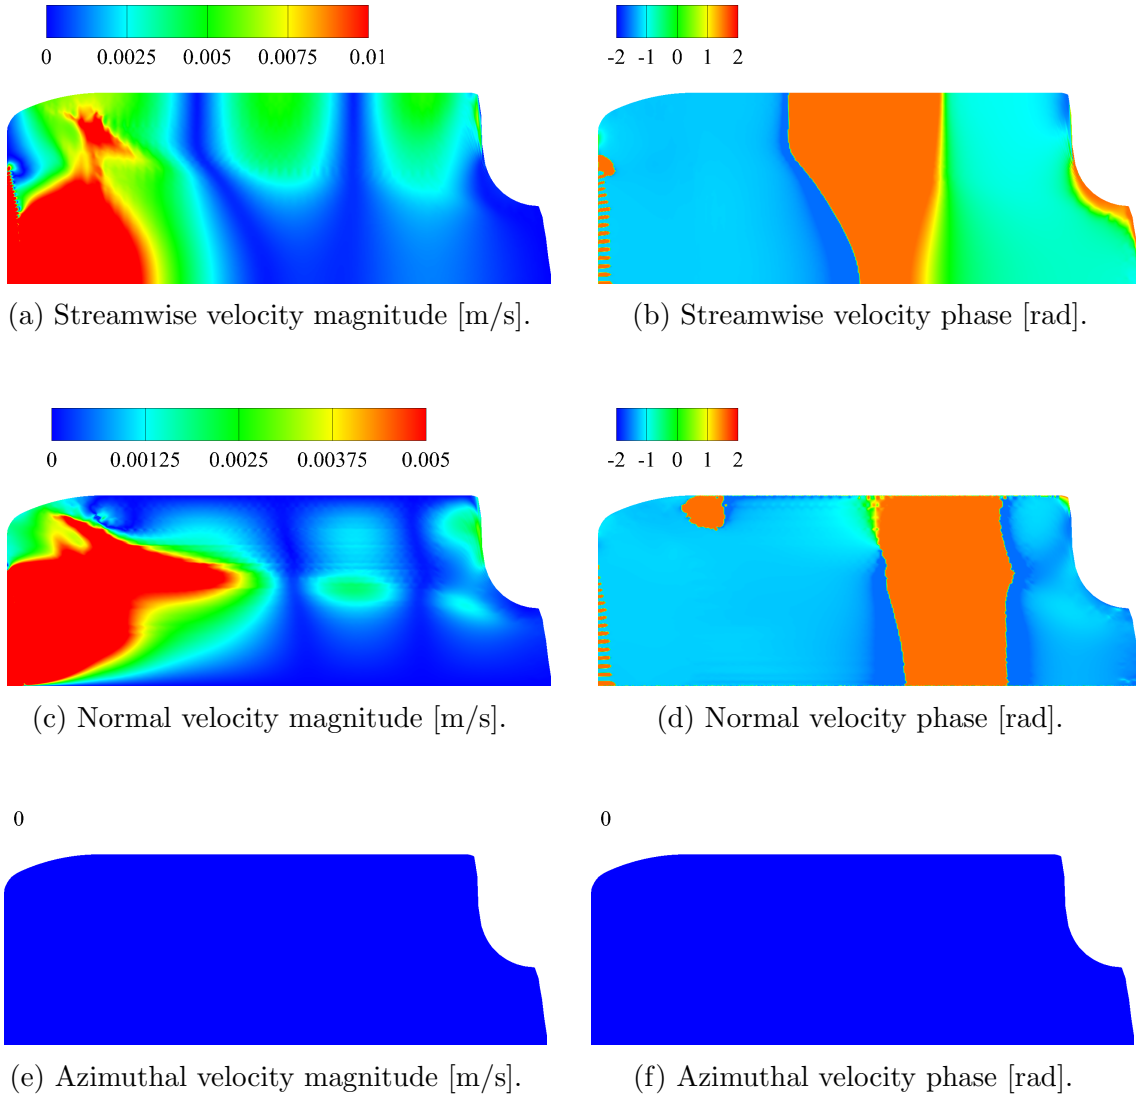 0 0.0025 0.005 0.0075 0.01
-2 -1 0 1 2
(a) Streamwise velocity magnitude [m/s].
(b) Streamwise velocity phase [rad].
0 0.00125 0.0025 0.00375 0.005
-2 -1 0 1 2
(c) Normal velocity magnitude [m/s].
(d) Normal velocity phase [rad].
0
0
(e) Azimuthal velocity magnitude [m/s].
(f) Azimuthal velocity phase [rad].